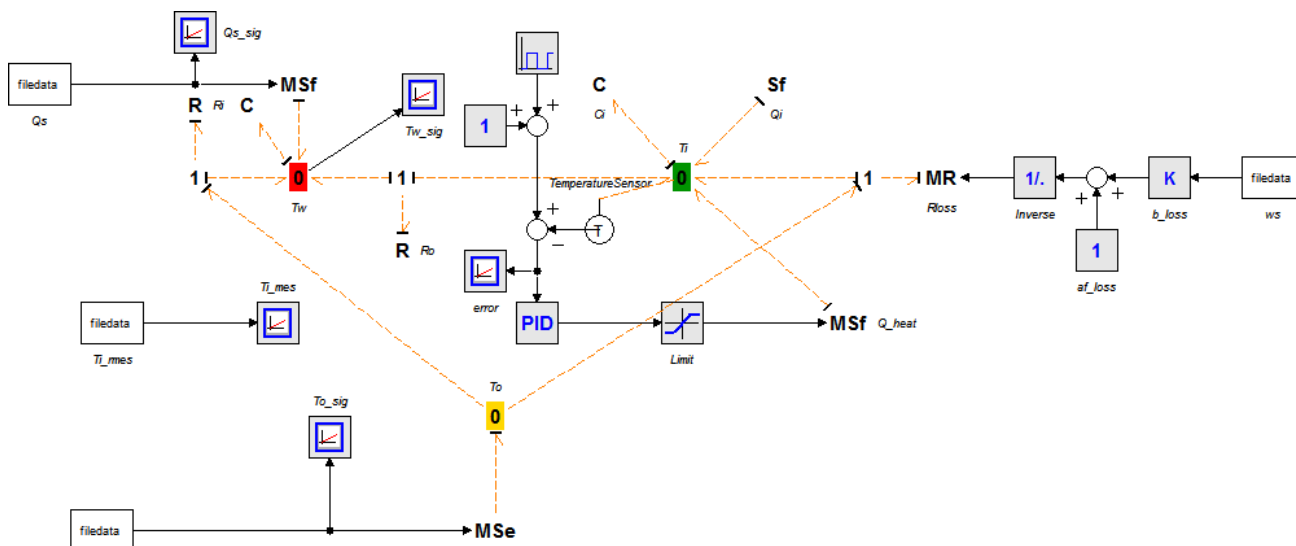 Qs_sig
filedata
MSf
Qs
R
Ri
C
Tw_sig
1
+
+
C
Ci
Sf
Qi
1
0
Tw
1
TemperatureSensor
Ti
0
1
MR
Rloss
1/.
Inverse
+
+
K
b_loss
filedata
ws
R
Ro
+
−
T
1
af_loss
Ti_mes
filedata
Ti_mes
error
PID
Limit
MSf
Q_heat
To
0
To_sig
filedata
MSe